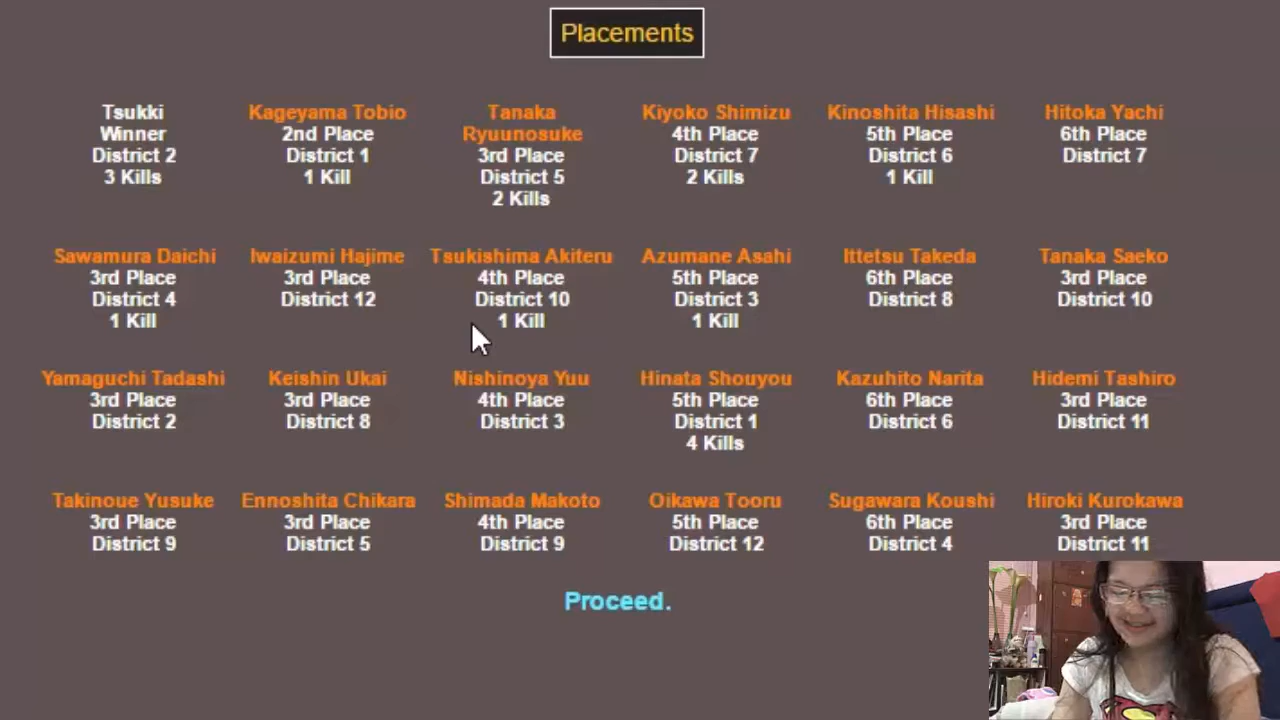 Placements
Tsukki
Winner
District 2
3 Kills
Kageyama Tobio
2nd Place
District 1
1 Kill
Tanaka
Ryuunosuke
3rd Place
District 5
2 Kills
Kiyoko Shimizu
4th Place
District 7
2 Kills
Kinoshita Hisashi
5th Place
District 6
1 Kill
Hitoka Yachi
6th Place
District 7
Sawamura Daichi
3rd Place
District 4
1 Kill
Iwaizumi Hajime
3rd Place
District 12
Tsukishima Akiteru
4th Place
District 10
1 Kill
Azumane Asahi
5th Place
District 3
1 Kill
Ittetsu Takeda
6th Place
District 8
Tanaka Saeko
3rd Place
District 10
Yamaguchi Tadashi
3rd Place
District 2
Keishin Ukai
3rd Place
District 8
Nishinoya Yuu
4th Place
District 3
Hinata Shouyou
5th Place
District 1
4 Kills
Kazuhito Narita
6th Place
District 6
Hidemi Tashiro
3rd Place
District 11
Takinoue Yusuke
3rd Place
District 9
Ennoshita Chikara
3rd Place
District 5
Shimada Makoto
4th Place
District 9
Oikawa Tooru
5th Place
District 12
Sugawara Koushi
6th Place
District 4
Hiroki Kurokawa
3rd Place
District 11
Proceed.